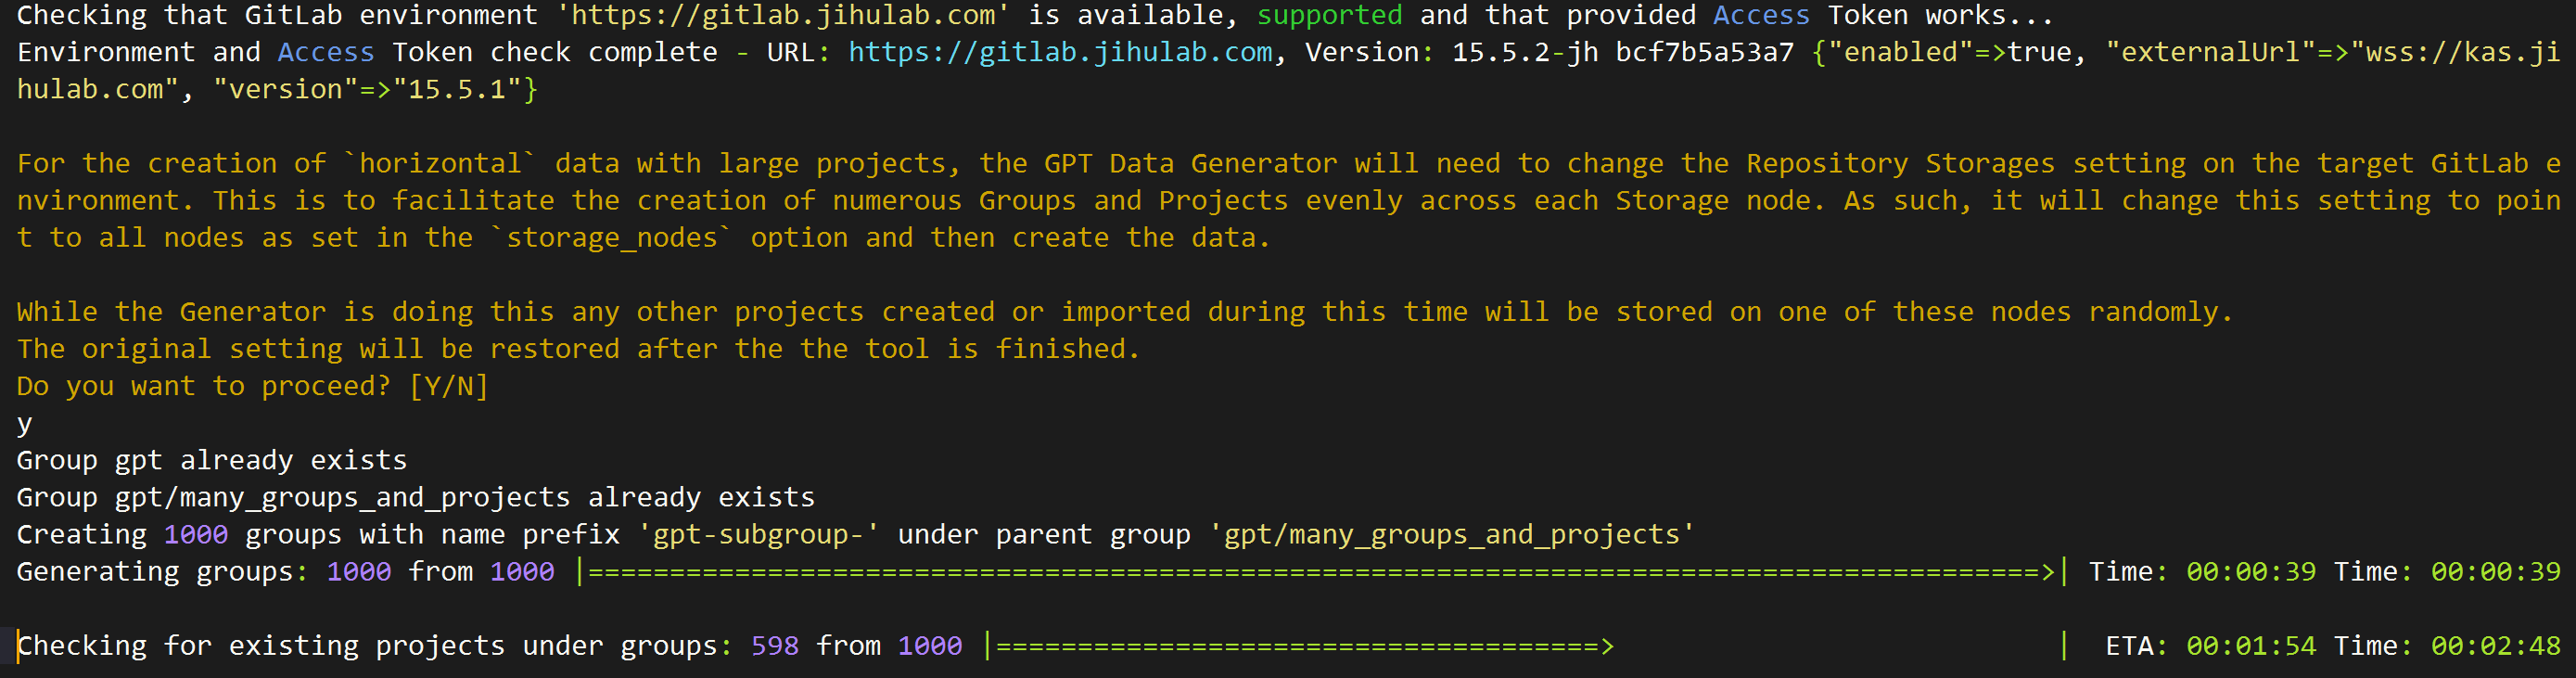 Checking that GitLab environment 'https://gitlab.jihulab.com' is available, supported and that provided Access Token works...
Environment and Access Token check complete - URL: https://gitlab.jihulab.com, Version: 15.5.2-jh bcf7b5a53a7 {"enabled"=>true, "externalUrl"=>"wss://kas.ji
hulab.com", "version"=>"15.5.1"}
For the creation of `horizontal` data with large projects, the GPT Data Generator will need to change the Repository Storages setting on the target GitLab e
nvironment. This is to facilitate the creation of numerous Groups and Projects evenly across each Storage node. As such, it will change this setting to poin
t to all nodes as set in the `storage_nodes` option and then create the data.
While the Generator is doing this any other projects created or imported during this time will be stored on one of these nodes randomly.
The original setting will be restored after the the tool is finished.
Do you want to proceed? [Y/N]
y
Group gpt already exists
Group gpt/many_groups_and_projects already exists
Creating 1000 groups with name prefix 'gpt-subgroup-' under parent group 'gpt/many_groups_and_projects'
Generating groups: 1000 from 1000 |=========================================================================================>| Time: 00:00:39 Time: 00:00:39
Checking for existing projects under groups: 598 from 1000 |=====================================>                           |  ETA: 00:01:54 Time: 00:02:48